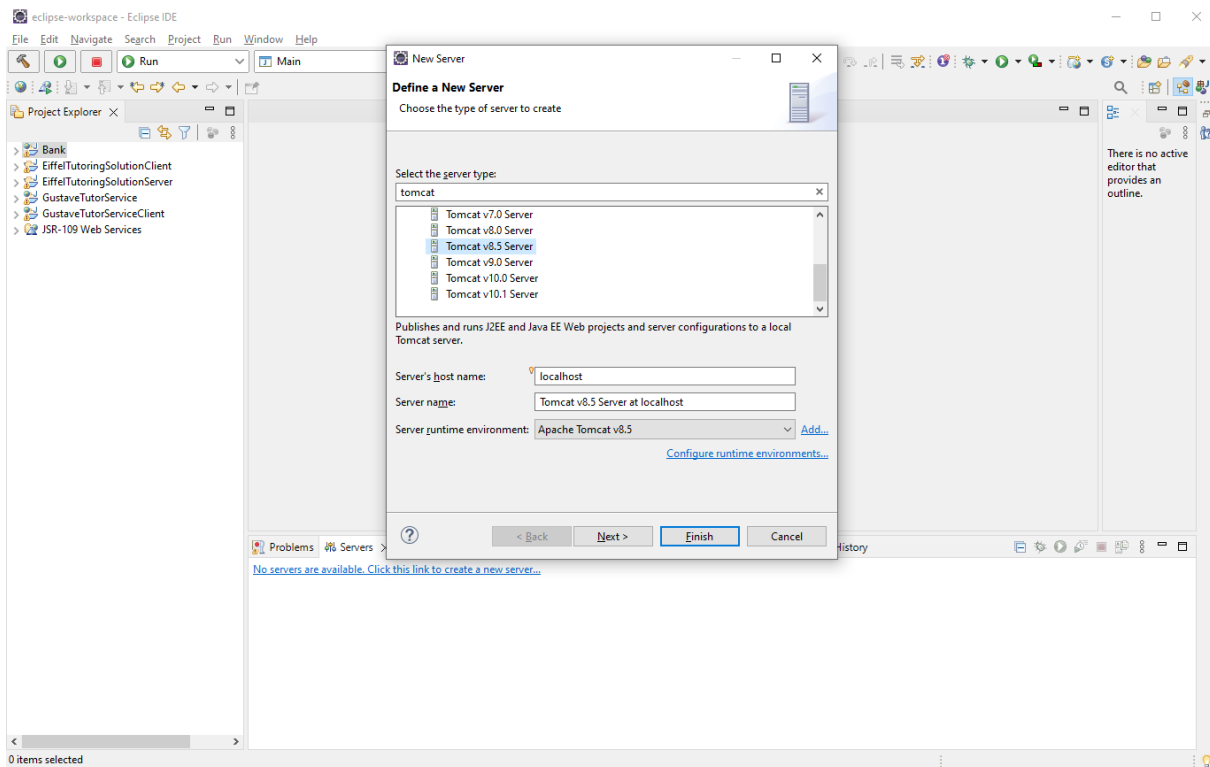 eclipse-workspace - Eclipse IDE
File Edit Navigate Search Project Run Window Help
Run
Main
Project Explorer
Bank
EiffelTutoringSolutionClient
EiffelTutoringSolutionServer
GustaveTutorService
GustaveTutorServiceClient
JSR-109 Web Services
New Server
Define a New Server
Choose the type of server to create
Select the server type:
tomcat
Tomcat v7.0 Server
Tomcat v8.0 Server
Tomcat v8.5 Server
Tomcat v9.0 Server
Tomcat v10.0 Server
Tomcat v10.1 Server
Publishes and runs J2EE and Java EE Web projects and server configurations to a local
Tomcat server.
Server's host name: localhost
Server name: Tomcat v8.5 Server at localhost
Server runtime environment: Apache Tomcat v8.5 Add...
Configure runtime environments...
? < Back Next > Finish Cancel
There is no active
editor that
provides an
outline.
Problems Servers History
No servers are available. Click this link to create a new server...
0 items selected